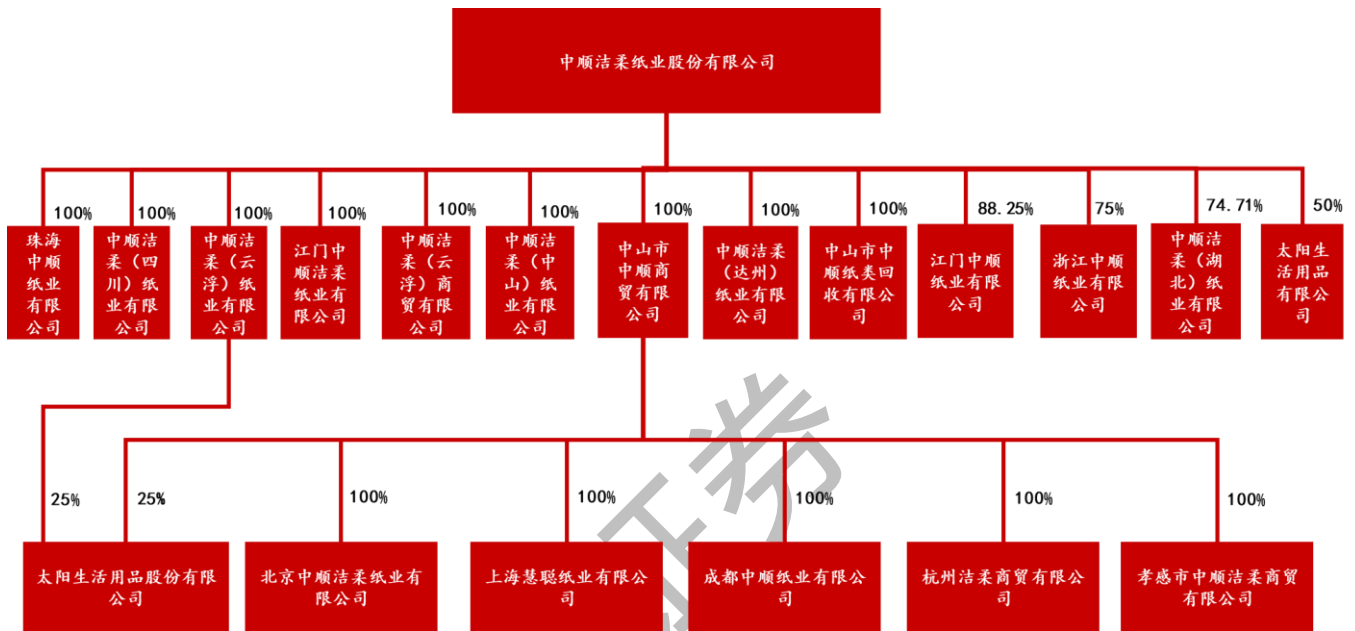 中顺洁柔纸业股份有限公司
100%
100%
100%
100%
100%
100%
100%
100%
100%
88.25%
75%
74.71%
50%
珠海
中顺
纸业
有限
公司
中顺洁
柔（四
川）纸
业有限
公司
中顺洁
柔（云
浮）纸
业有限
公司
江门中
顺洁柔
纸业有
限公司
中顺洁
柔（云
浮）商
贸有限
公司
中顺洁
柔（中
山）纸
业有限
公司
中山市
中顺商
贸有限
公司
中顺洁柔
（达州）
纸业有限
公司
中山市中
顺纸类回
收有限公
司
江门中顺
纸业有限
公司
浙江中顺
纸业有限
公司
中顺洁
柔（湖
北）纸
业有限
公司
太阳生
活用品
有限公
司
25%
25%
100%
100%
100%
100%
100%
太阳生活用品股份有限
公司
北京中顺洁柔纸业有
限公司
上海慧聪纸业有限公
司
成都中顺纸业有限公
司
杭州洁柔商贸有限公
司
孝感市中顺洁柔商贸
有限公司
证券